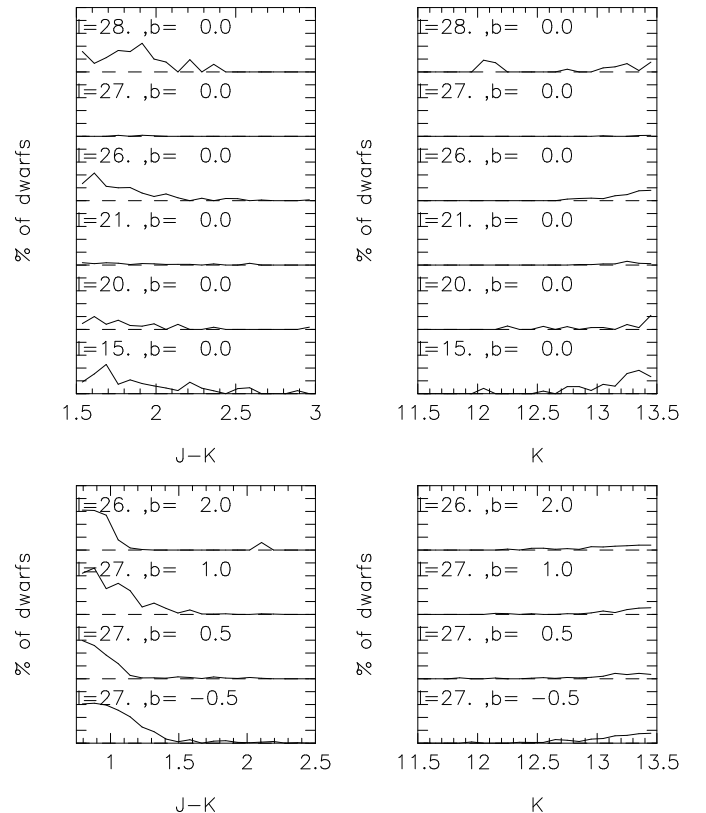 l=28. ,b= 0.0
l=27. ,b= 0.0
l=26. ,b= 0.0
l=21. ,b= 0.0
l=20. ,b= 0.0
l=15. ,b= 0.0
% of dwarfs
1.5 2 2.5 3
J−K
l=28. ,b= 0.0
l=27. ,b= 0.0
l=26. ,b= 0.0
l=21. ,b= 0.0
l=20. ,b= 0.0
l=15. ,b= 0.0
% of dwarfs
11.5 12 12.5 13 13.5
K
l=26. ,b= 2.0
l=27. ,b= 1.0
l=27. ,b= 0.5
l=27. ,b= −0.5
% of dwarfs
1 1.5 2 2.5
J−K
l=26. ,b= 2.0
l=27. ,b= 1.0
l=27. ,b= 0.5
l=27. ,b= −0.5
% of dwarfs
11.5 12 12.5 13 13.5
K